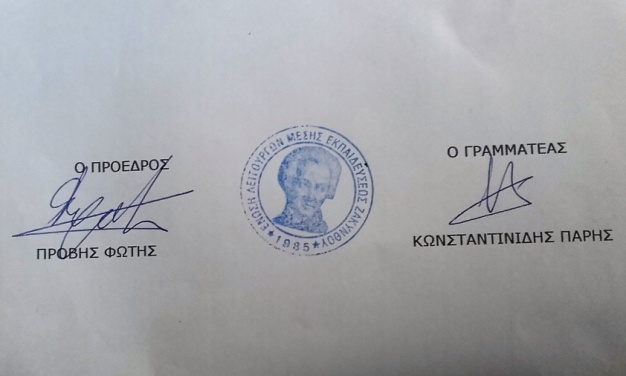 Ο ΠΡΟΕΔΡΟΣ
ΠΡΟΒΗΣ ΦΩΤΗΣ
ΕΝΩΣΗ ΛΕΙΤΟΥΡΓΩΝ ΜΕΣΗΣ ΕΚΠΑΙΔΕΥΣΕΩΣ ΖΑΚΥΝΘΟΥ
★ 1985 ★
Ο ΓΡΑΜΜΑΤΕΑΣ
ΚΩΝΣΤΑΝΤΙΝΙΔΗΣ ΠΑΡΗΣ